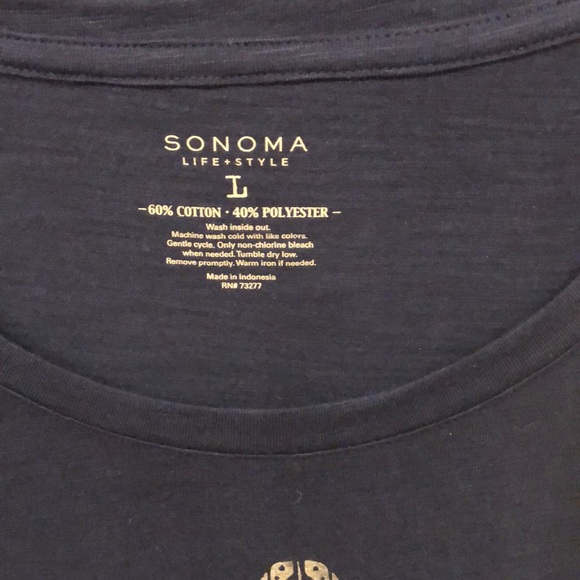 SONOMA
LIFE+STYLE
L
–60% COTTON · 40% POLYESTER–
Wash inside out.
Machine wash cold with like colors.
Gentle cycle. Only non-chlorine bleach
when needed. Tumble dry low.
Remove promptly. Warm iron if needed.
Made in Indonesia
RN# 73277